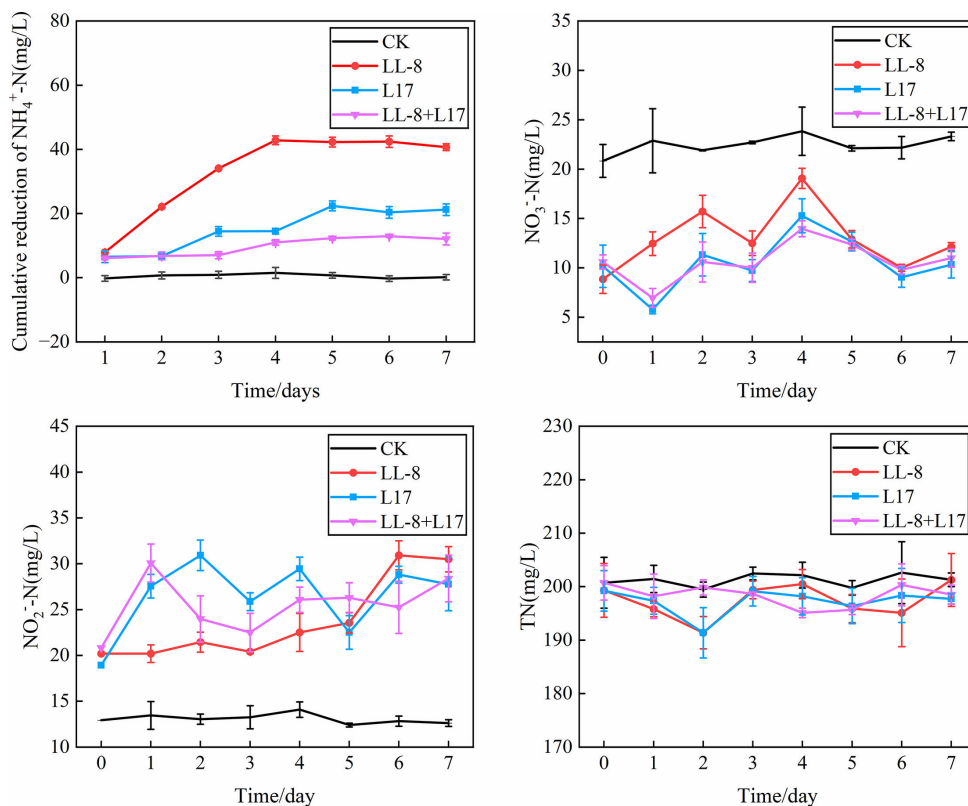 Cumulative reduction of NH₄⁺-N(mg/L)
80
60
40
20
0
−20
1 2 3 4 5 6 7
Time/days
CK
LL-8
L17
LL-8+L17
NO₃⁻-N(mg/L)
35
30
25
20
15
10
5
0 1 2 3 4 5 6 7
Time/day
CK
LL-8
L17
LL-8+L17
NO₂⁻-N(mg/L)
45
40
35
30
25
20
13
10
0 1 2 3 4 5 6 7
Time/day
CK
LL-8
L17
LL-8+L17
TN(mg/L)
230
220
210
200
190
180
170
0 1 2 3 4 5 6 7
Time/day
CK
LL-8
L17
LL-8+L17